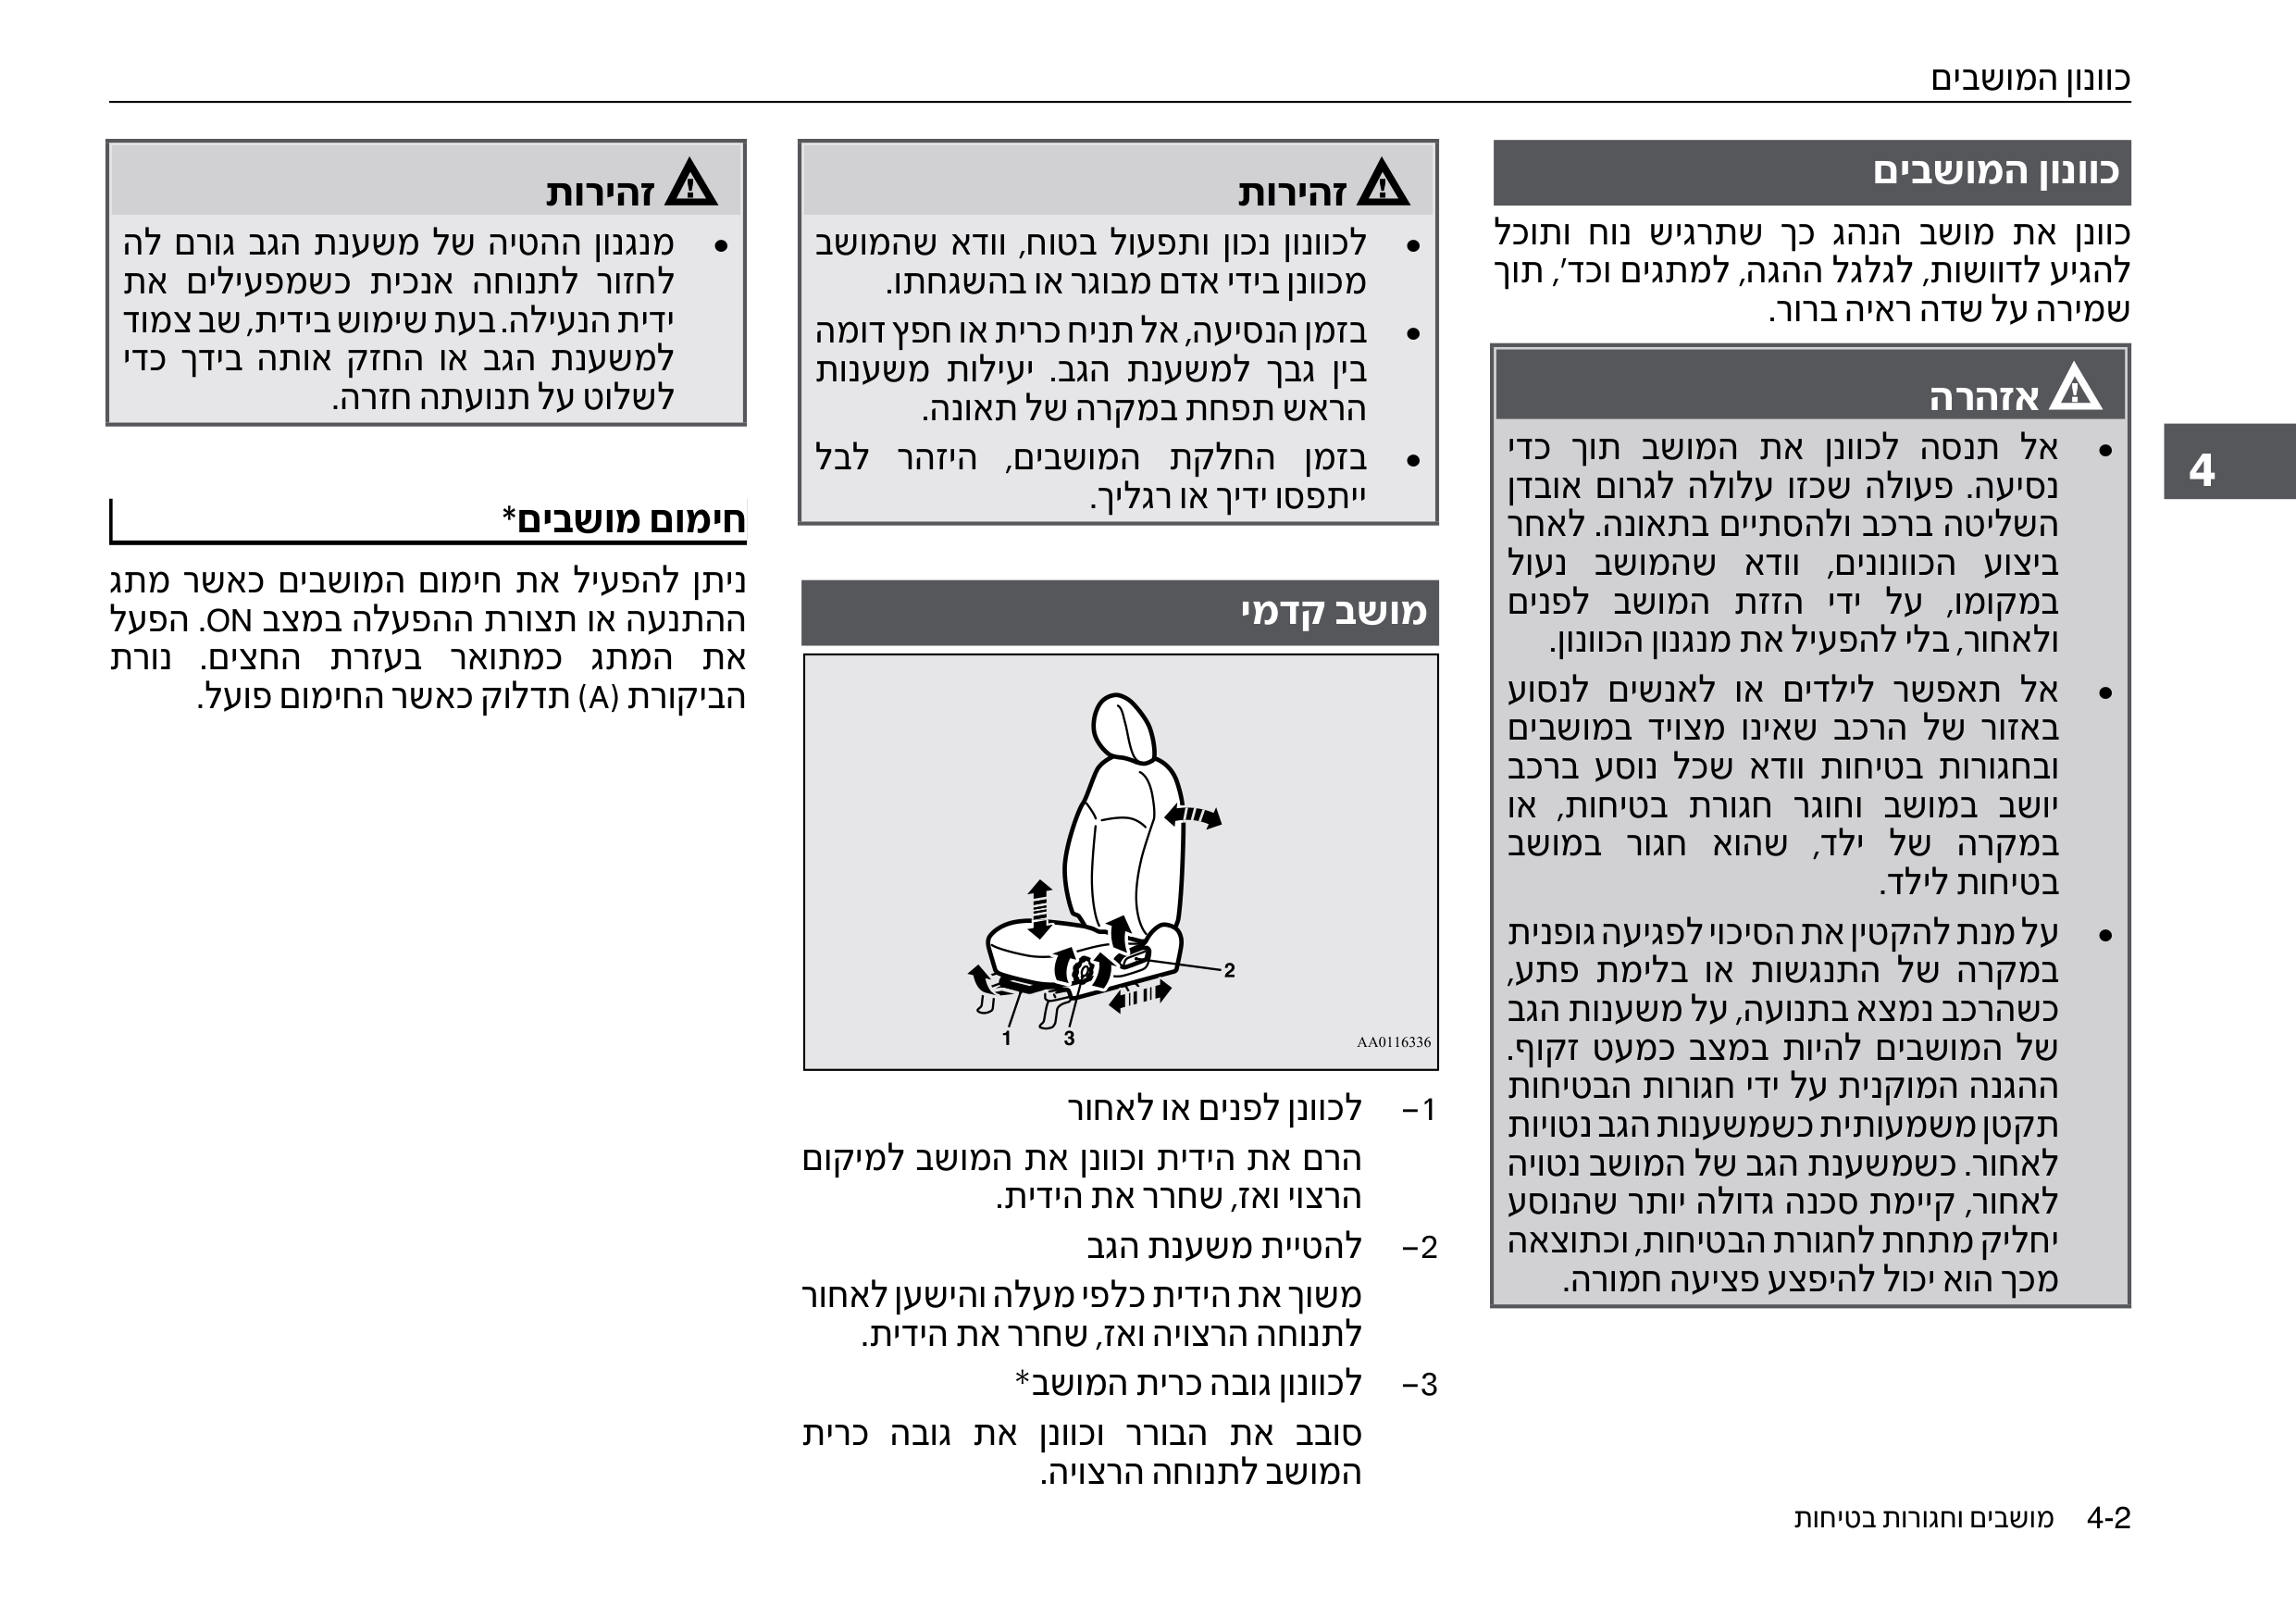 כוונון המושבים
כוונון המושבים
כוונן את מושב הנהג כך שתרגיש נוח ותוכל
להגיע לדוושות, לגלגל ההגה, למתגים וכד', תוך
שמירה על שדה ראיה ברור.
אזהרה
• אל תנסה לכוונן את המושב תוך כדי
נסיעה. פעולה שכזו עלולה לגרום אובדן
השליטה ברכב ולהסתיים בתאונה. לאחר
ביצוע הכוונונים, וודא שהמושב נעול
במקומו, על ידי הזזת המושב לפנים
ולאחור, בלי להפעיל את מנגנון הכוונון.
• אל תאפשר לילדים או לאנשים לנסוע
באזור של הרכב שאינו מצויד במושבים
ובחגורות בטיחות וודא שכל נוסע ברכב
יושב במושב וחוגר חגורת בטיחות, או
במקרה של ילד, שהוא חגור במושב
בטיחות לילד.
• על מנת להקטין את הסיכוי לפגיעה גופנית
במקרה של התנגשות או בלימת פתע,
כשהרכב נמצא בתנועה, על משענות הגב
של המושבים להיות במצב כמעט זקוף.
ההגנה המוקנית על ידי חגורות הבטיחות
תקטן משמעותית כשמשענות הגב נטויות
לאחור. כשמשענת הגב של המושב נטויה
לאחור, קיימת סכנה גדולה יותר שהנוסע
יחליק מתחת לחגורת הבטיחות, וכתוצאה
מכך הוא יכול להיפצע פציעה חמורה.
זהירות
• לכוונון נכון ותפעול בטוח, וודא שהמושב
מכוונן בידי אדם מבוגר או בהשגחתו.
• בזמן הנסיעה, אל תניח כרית או חפץ דומה
בין גבך למשענת הגב. יעילות משענות
הראש תפחת במקרה של תאונה.
• בזמן החלקת המושבים, היזהר לבל
ייתפסו ידיך או רגליך.
מושב קדמי
2
1
3
AA0116336
1– לכוונן לפנים או לאחור
הרם את הידית וכוונן את המושב למיקום
הרצוי ואז, שחרר את הידית.
2– להטיית משענת הגב
משוך את הידית כלפי מעלה והישען לאחור
לתנוחה הרצויה ואז, שחרר את הידית.
3– לכוונון גובה כרית המושב*
סובב את הבורר וכוונן את גובה כרית
המושב לתנוחה הרצויה.
זהירות
• מנגנון ההטיה של משענת הגב גורם לה
לחזור לתנוחה אנכית כשמפעילים את
ידית הנעילה. בעת שימוש בידית, שב צמוד
למשענת הגב או החזק אותה בידך כדי
לשלוט על תנועתה חזרה.
חימום מושבים*
ניתן להפעיל את חימום המושבים כאשר מתג
ההתנעה או תצורת ההפעלה במצב ON. הפעל
את המתג כמתואר בעזרת החצים. נורת
הביקורת (A) תדלוק כאשר החימום פועל.
4
4-2 מושבים וחגורות בטיחות